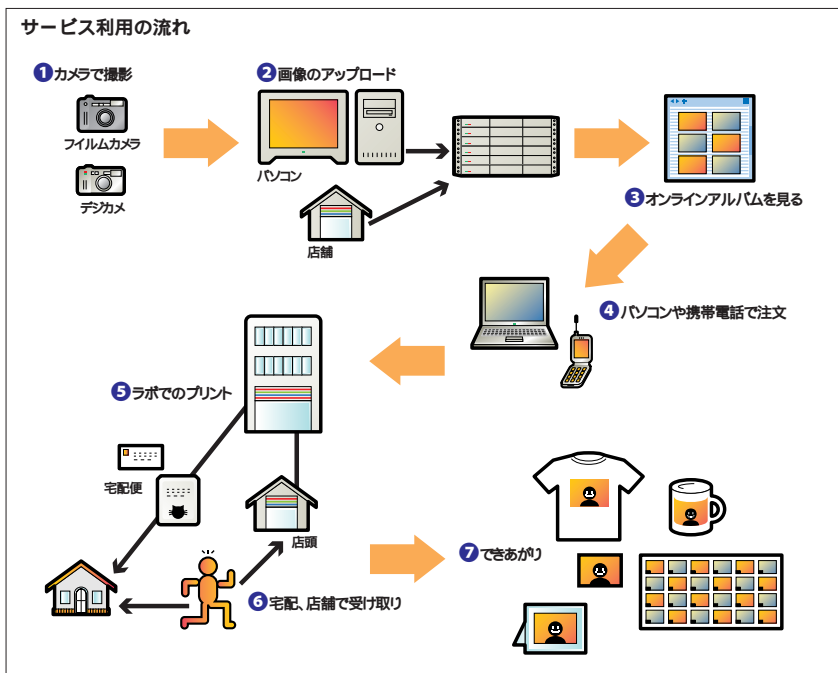 サービス利用の流れ
1 カメラで撮影
フイルムカメラ
デジカメ
2 画像のアップロード
パソコン
店舗
3 オンラインアルバムを見る
4 パソコンや携帯電話で注文
5 ラボでのプリント
宅配便
店頭
6 宅配、店舗で受け取り
7 できあがり